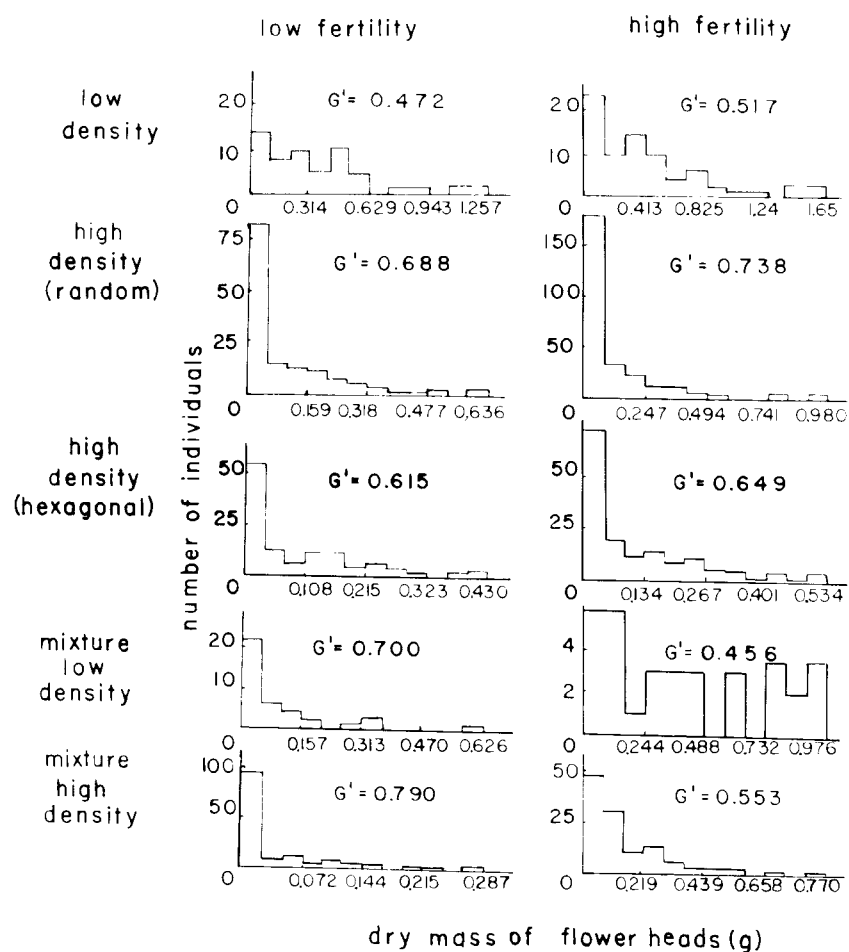 low fertility
high fertility
low
density
20
10
0
G' = 0.472
0.314 0.629 0.943 1.257
20
10
0
G' = 0.517
0.413 0.825 1.24 1.65
high
density
(random)
75
50
25
0
G' = 0.688
0.159 0.318 0.477 0.636
150
100
50
0
G' = 0.738
0.247 0.494 0.741 0.980
number of individuals
high
density
(hexagonal)
50
25
0
G' = 0.615
0.108 0.215 0.323 0.430
50
25
0
G' = 0.649
0.134 0.267 0.401 0.534
mixture
low
density
20
10
0
G' = 0.700
0.157 0.313 0.470 0.626
4
2
0
G' = 0.456
0.244 0.488 0.732 0.976
mixture
high
density
100
50
0
G' = 0.790
0.072 0.144 0.215 0.287
50
25
0
G' = 0.553
0.219 0.439 0.658 0.770
dry mass of flower heads (g)